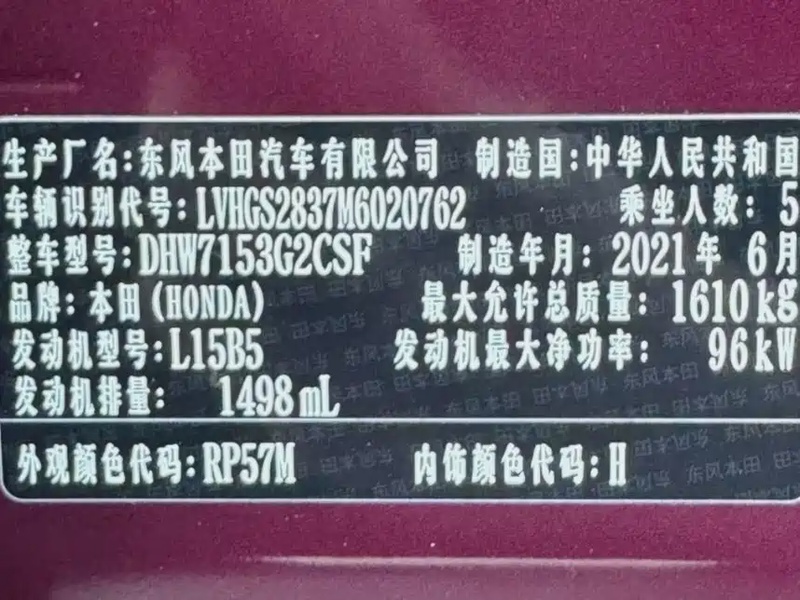 生产厂名:东风本田汽车有限公司 制造国:中华人民共和国
车辆识别代号:LVHGS2837M6020762 乘坐人数: 5
整车型号:DHW7153G2CSF 制造年月:2021年 6月
品牌:本田(HONDA) 最大允许总质量: 1610kg
发动机型号:L15B5 发动机最大净功率: 96kW
发动机排量: 1498mL
外观颜色代码:RP57M 内饰颜色代码:H